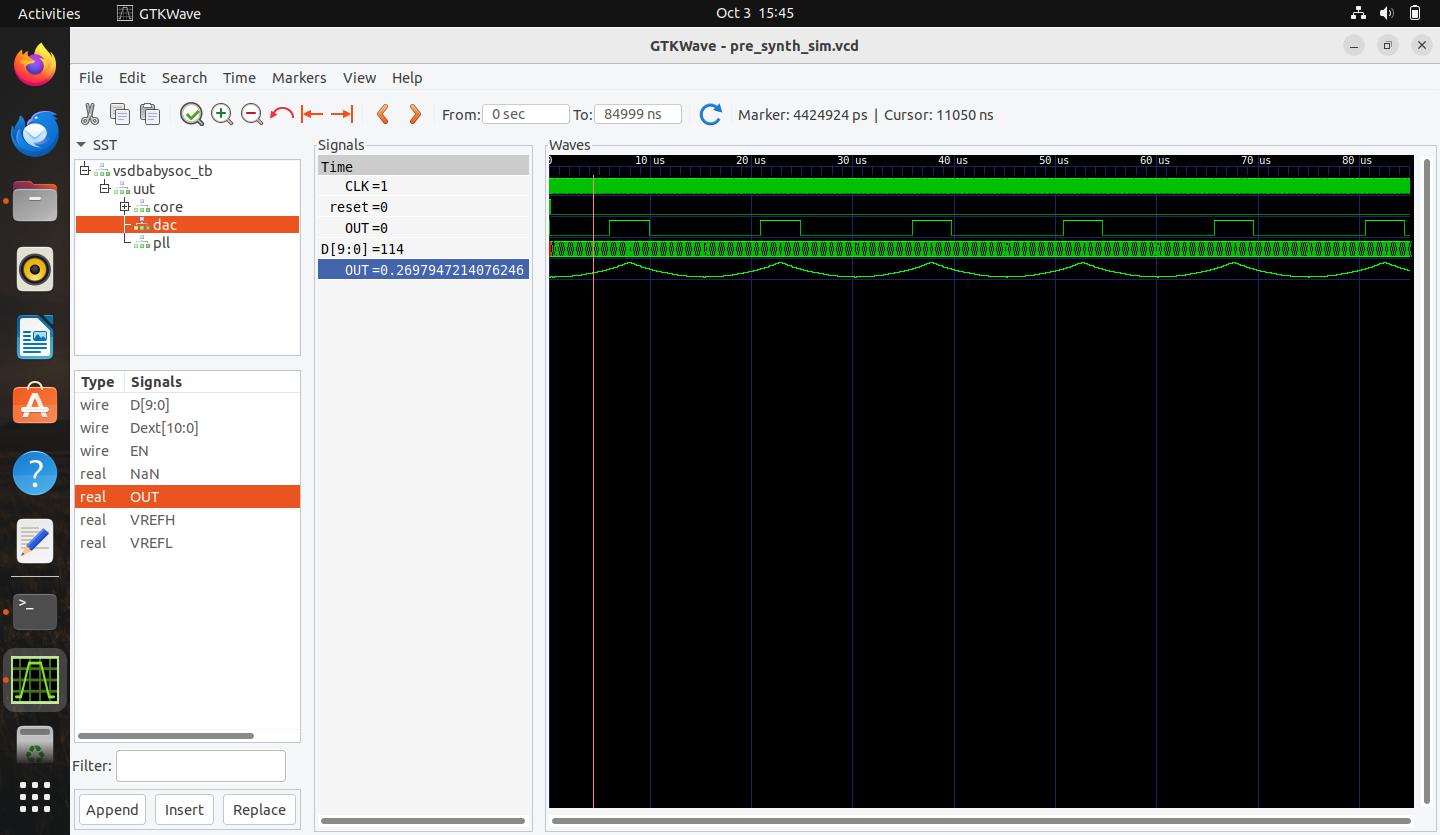 Activities GTKWave Oct 3 15:45
GTKWave - pre_synth_sim.vcd
File Edit Search Time Markers View Help
From: 0 sec To: 84999 ns Marker: 4424924 ps | Cursor: 11050 ns
SST
vsdbabysoc_tb
uut
core
dac
pll
Type Signals
wire D[9:0]
wire Dext[10:0]
wire EN
real NaN
real OUT
real VREFH
real VREFL
Filter:
Append Insert Replace
Signals
Time
CLK=1
reset=0
OUT=0
D[9:0]=114
OUT=0.2697947214076246
Waves
0 10 us 20 us 30 us 40 us 50 us 60 us 70 us 80 us
>_
?